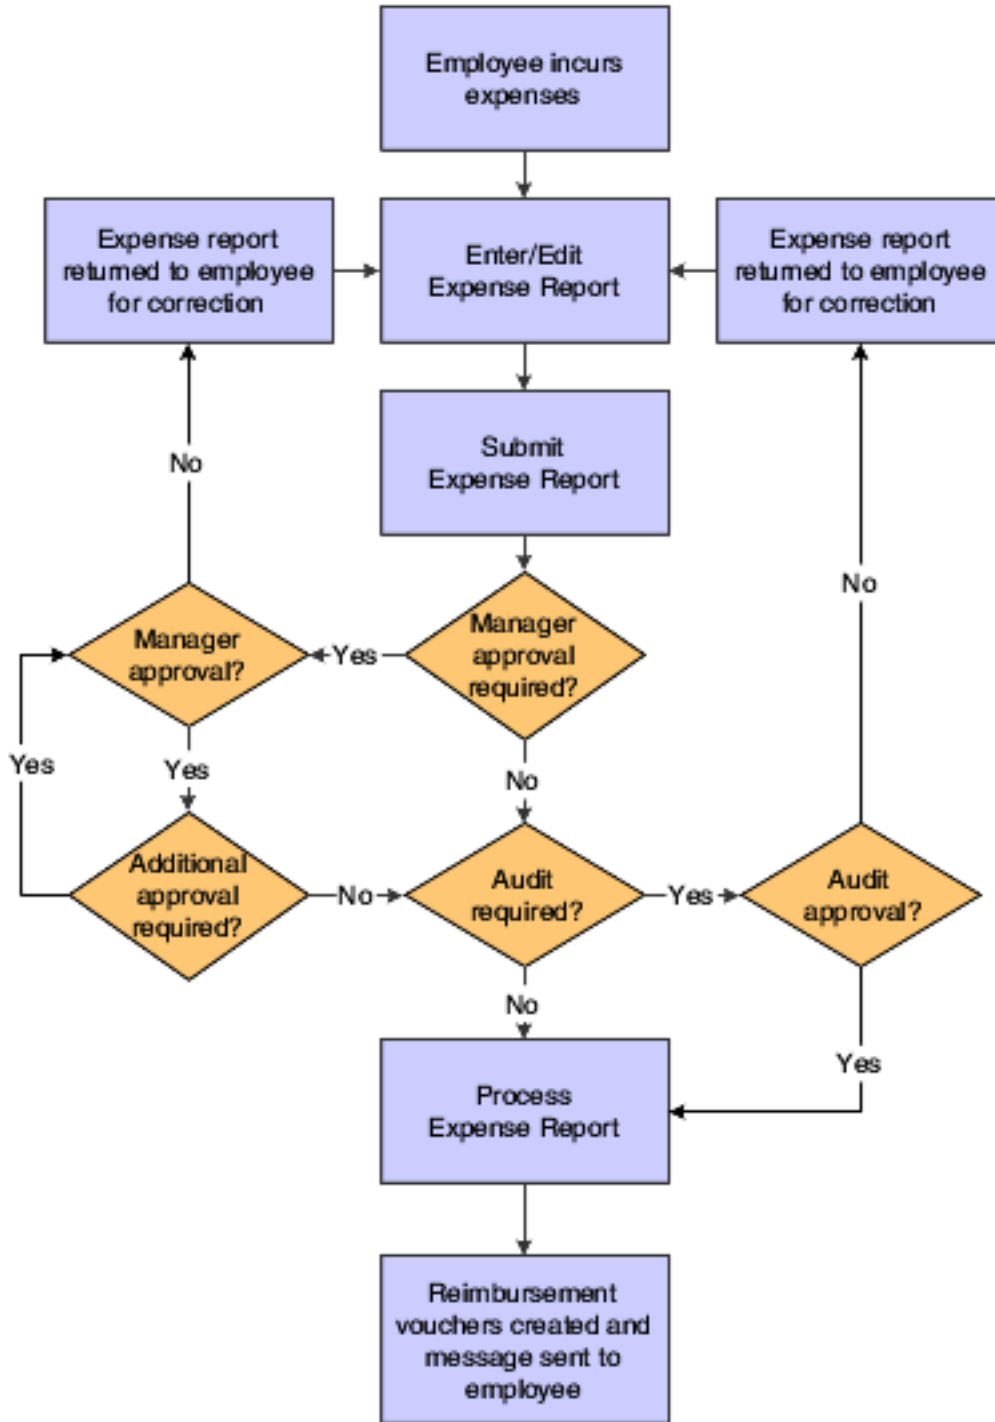 Employee incurs
expenses
Expense report
returned to employee
for correction
Enter/Edit
Expense Report
Expense report
returned to employee
for correction
Submit
Expense Report
No
No
Manager
approval?
Yes
Manager
approval
required?
Yes
Yes
No
Additional
approval
required?
No
Audit
required?
Yes
Audit
approval?
No
Yes
Process
Expense Report
Reimbursement
vouchers created and
message sent to
employee